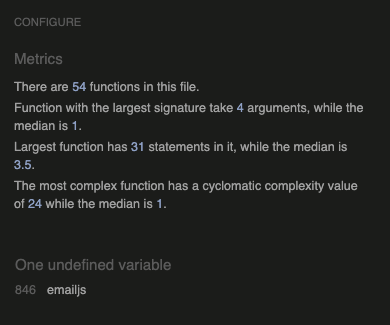 CONFIGURE
Metrics
There are 54 functions in this file.
Function with the largest signature take 4 arguments, while the
median is 1.
Largest function has 31 statements in it, while the median is
3.5.
The most complex function has a cyclomatic complexity value
of 24 while the median is 1.
One undefined variable
846 emailjs